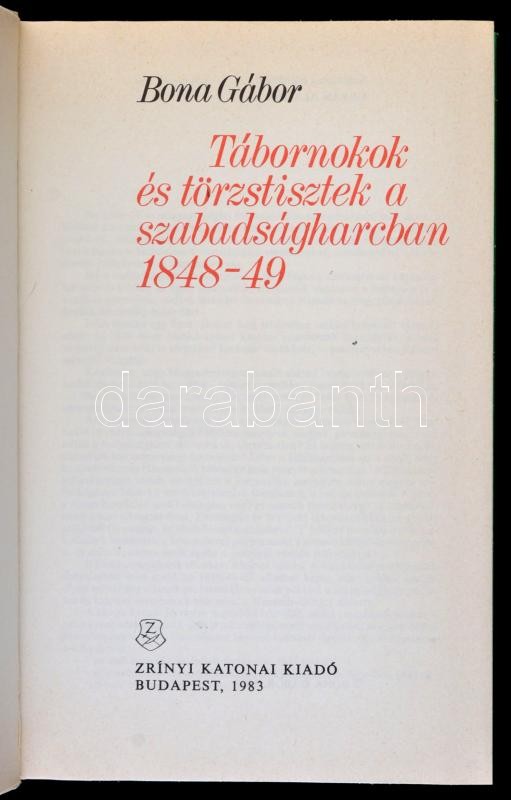 Bona Gábor
Tábornokok
és törzstisztek a
szabadságharcban
1848-49
darabanth
Z
ZRÍNYI KATONAI KIADÓ
BUDAPEST, 1983